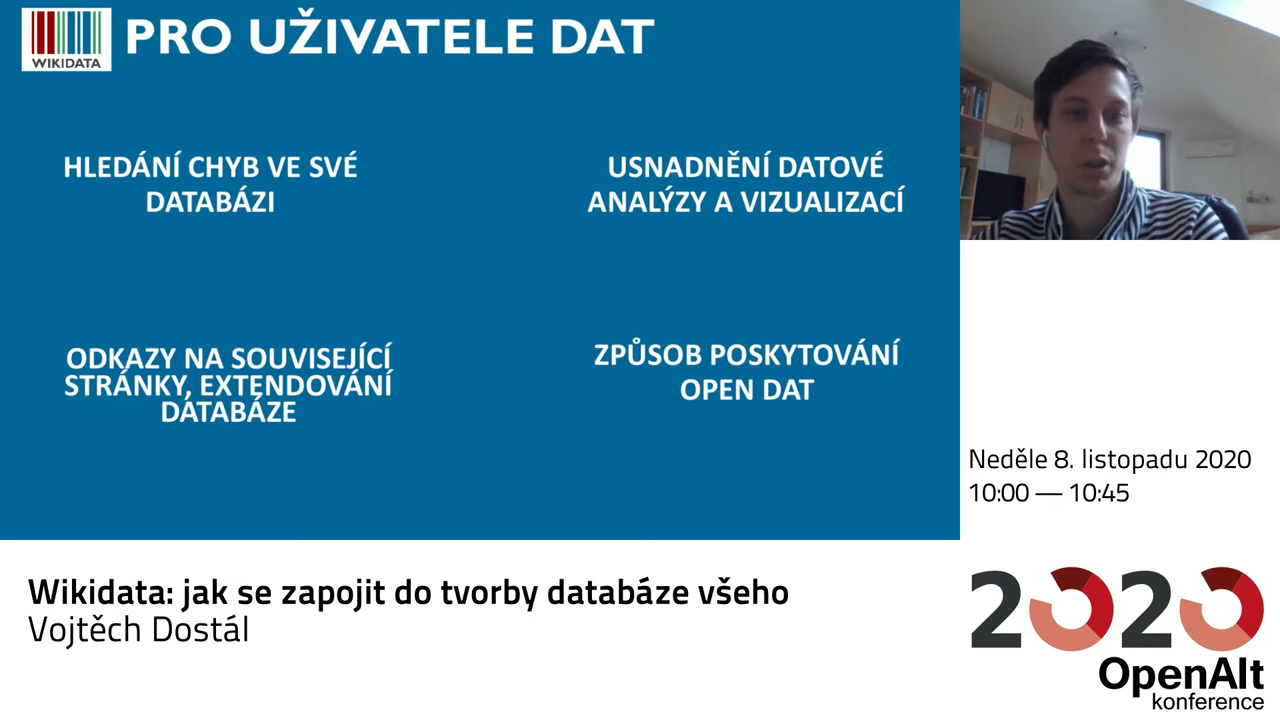 WIKIDATA
PRO UŽIVATELE DAT
HLEDÁNÍ CHYB VE SVÉ
DATABÁZI
USNADNĚNÍ DATOVÉ
ANALÝZY A VIZUALIZACÍ
ODKAZY NA SOUVISEJÍCÍ
STRÁNKY, EXTENDOVÁNÍ
DATABÁZE
ZPŮSOB POSKYTOVÁNÍ
OPEN DAT
Neděle 8. listopadu 2020
10:00 — 10:45
Wikidata: jak se zapojit do tvorby databáze všeho
Vojtěch Dostál
2020
OpenAlt
konference